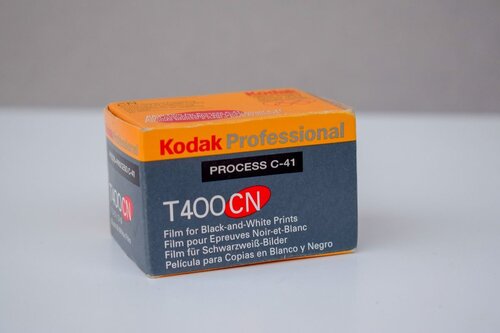 Kodak Professional
PROCESS C-41
T400CN
Film for Black-and-White Prints
Film pour Epreuves Noir-et-Blanc
Film für Schwarzweiß-Bilder
Película para Copias en Blanco y Negro